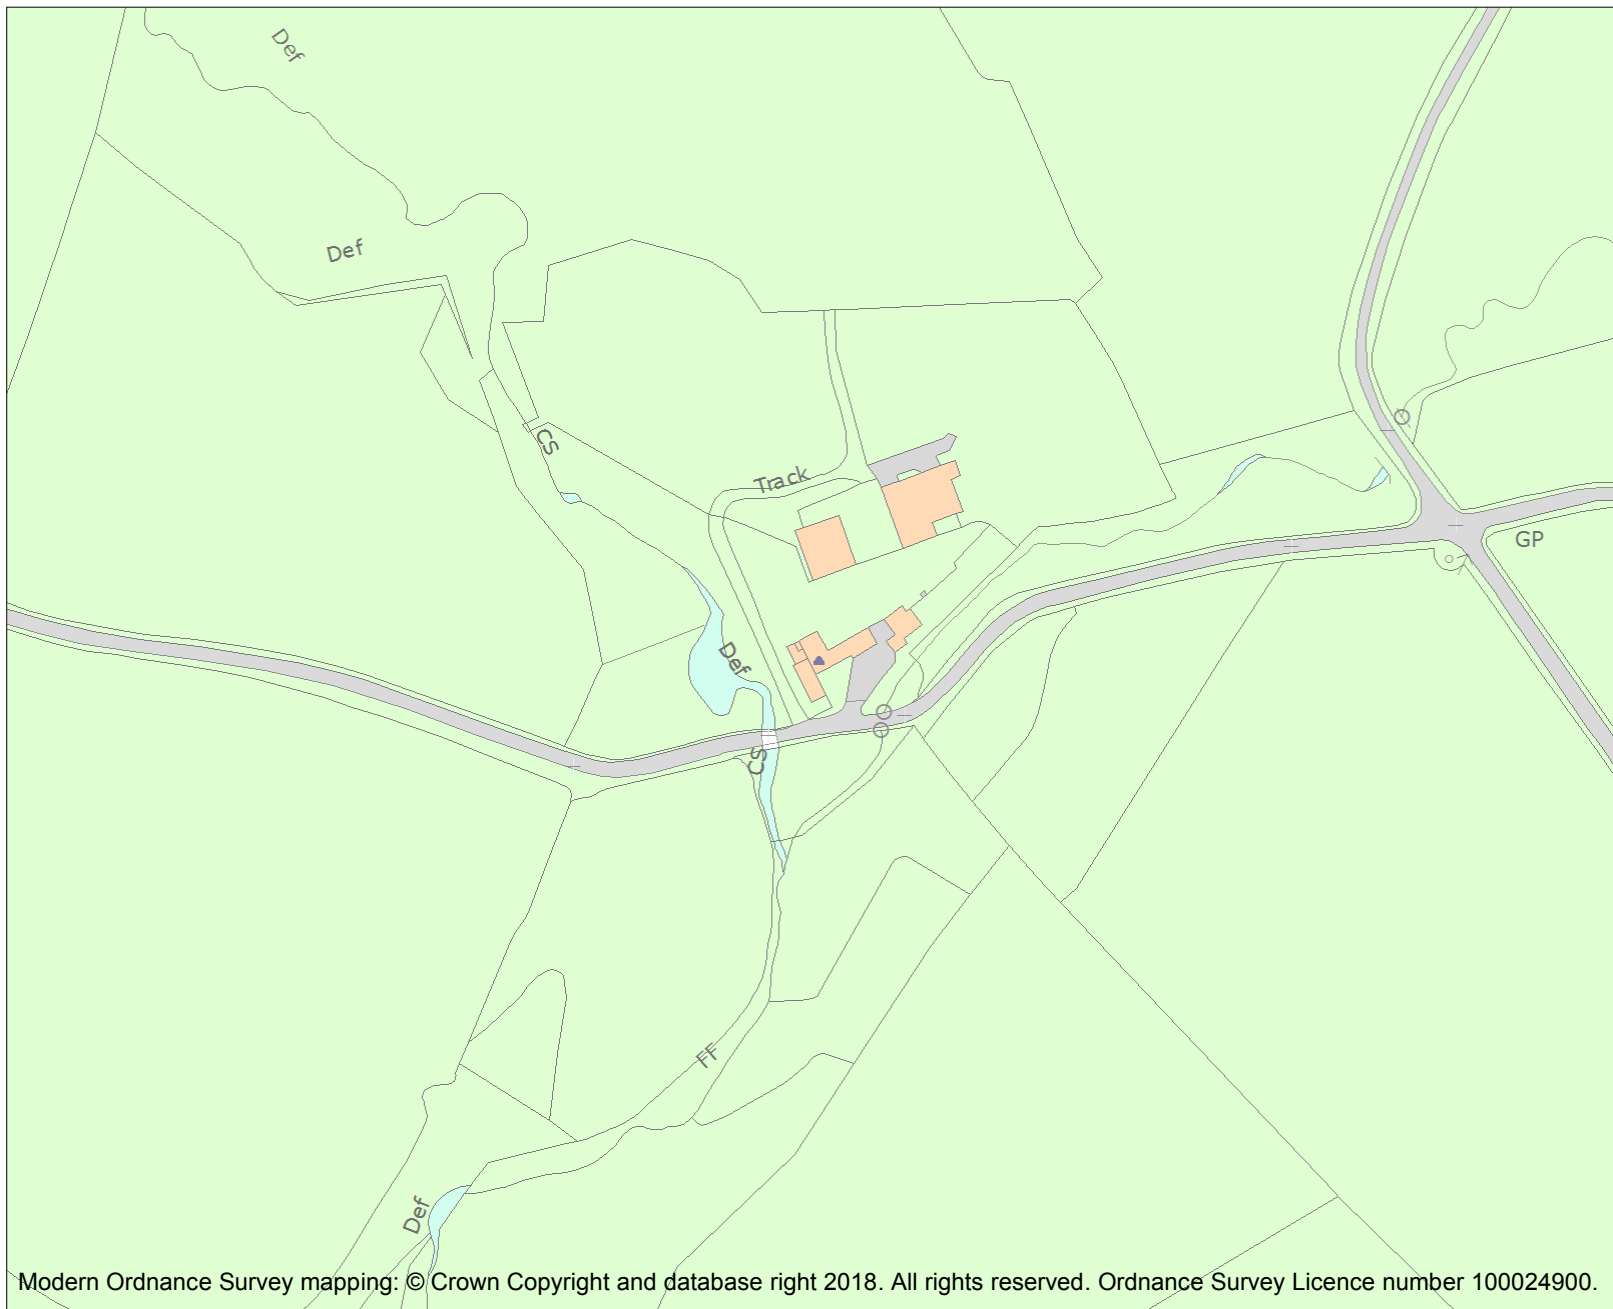 Def
Def
CS
Track
GP
Def
CS
FF
Def
Modern Ordnance Survey mapping: © Crown Copyright and database right 2018. All rights reserved. Ordnance Survey Licence number 100024900.